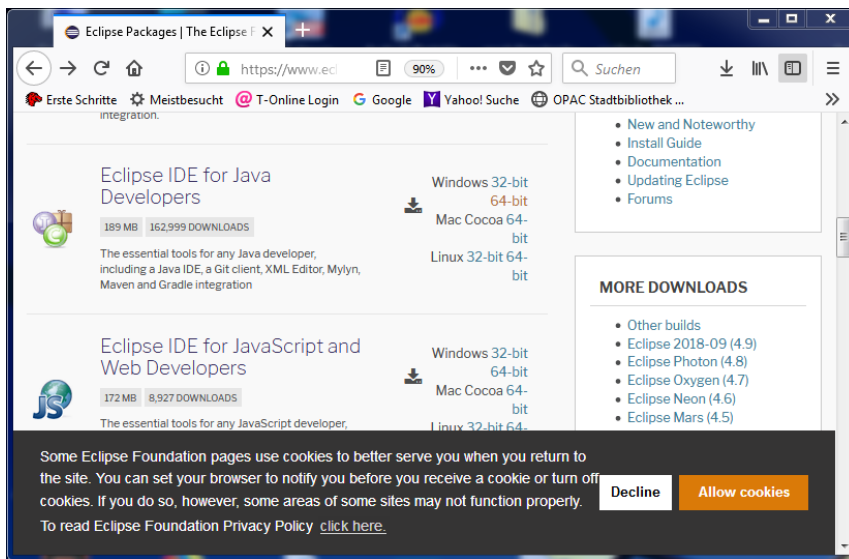 Eclipse Packages | The Eclipse F
https://www.ecl
90%
Suchen
Erste Schritte
Meistbesucht
T-Online Login
Google
Yahoo! Suche
OPAC Stadtbibliothek ...
integration.
Eclipse IDE for Java
Developers
189 MB 162,999 DOWNLOADS
The essential tools for any Java developer,
including a Java IDE, a Git client, XML Editor, Mylyn,
Maven and Gradle integration
Windows 32-bit
64-bit
Mac Cocoa 64-
bit
Linux 32-bit 64-
bit
Eclipse IDE for JavaScript and
Web Developers
172 MB 8,927 DOWNLOADS
The essential tools for any JavaScript developer,
Windows 32-bit
64-bit
Mac Cocoa 64-
bit
Linux 32-bit 64-
New and Noteworthy
Install Guide
Documentation
Updating Eclipse
Forums
MORE DOWNLOADS
Other builds
Eclipse 2018-09 (4.9)
Eclipse Photon (4.8)
Eclipse Oxygen (4.7)
Eclipse Neon (4.6)
Eclipse Mars (4.5)
Some Eclipse Foundation pages use cookies to better serve you when you return to
the site. You can set your browser to notify you before you receive a cookie or turn off
cookies. If you do so, however, some areas of some sites may not function properly.
To read Eclipse Foundation Privacy Policy click here.
Decline
Allow cookies